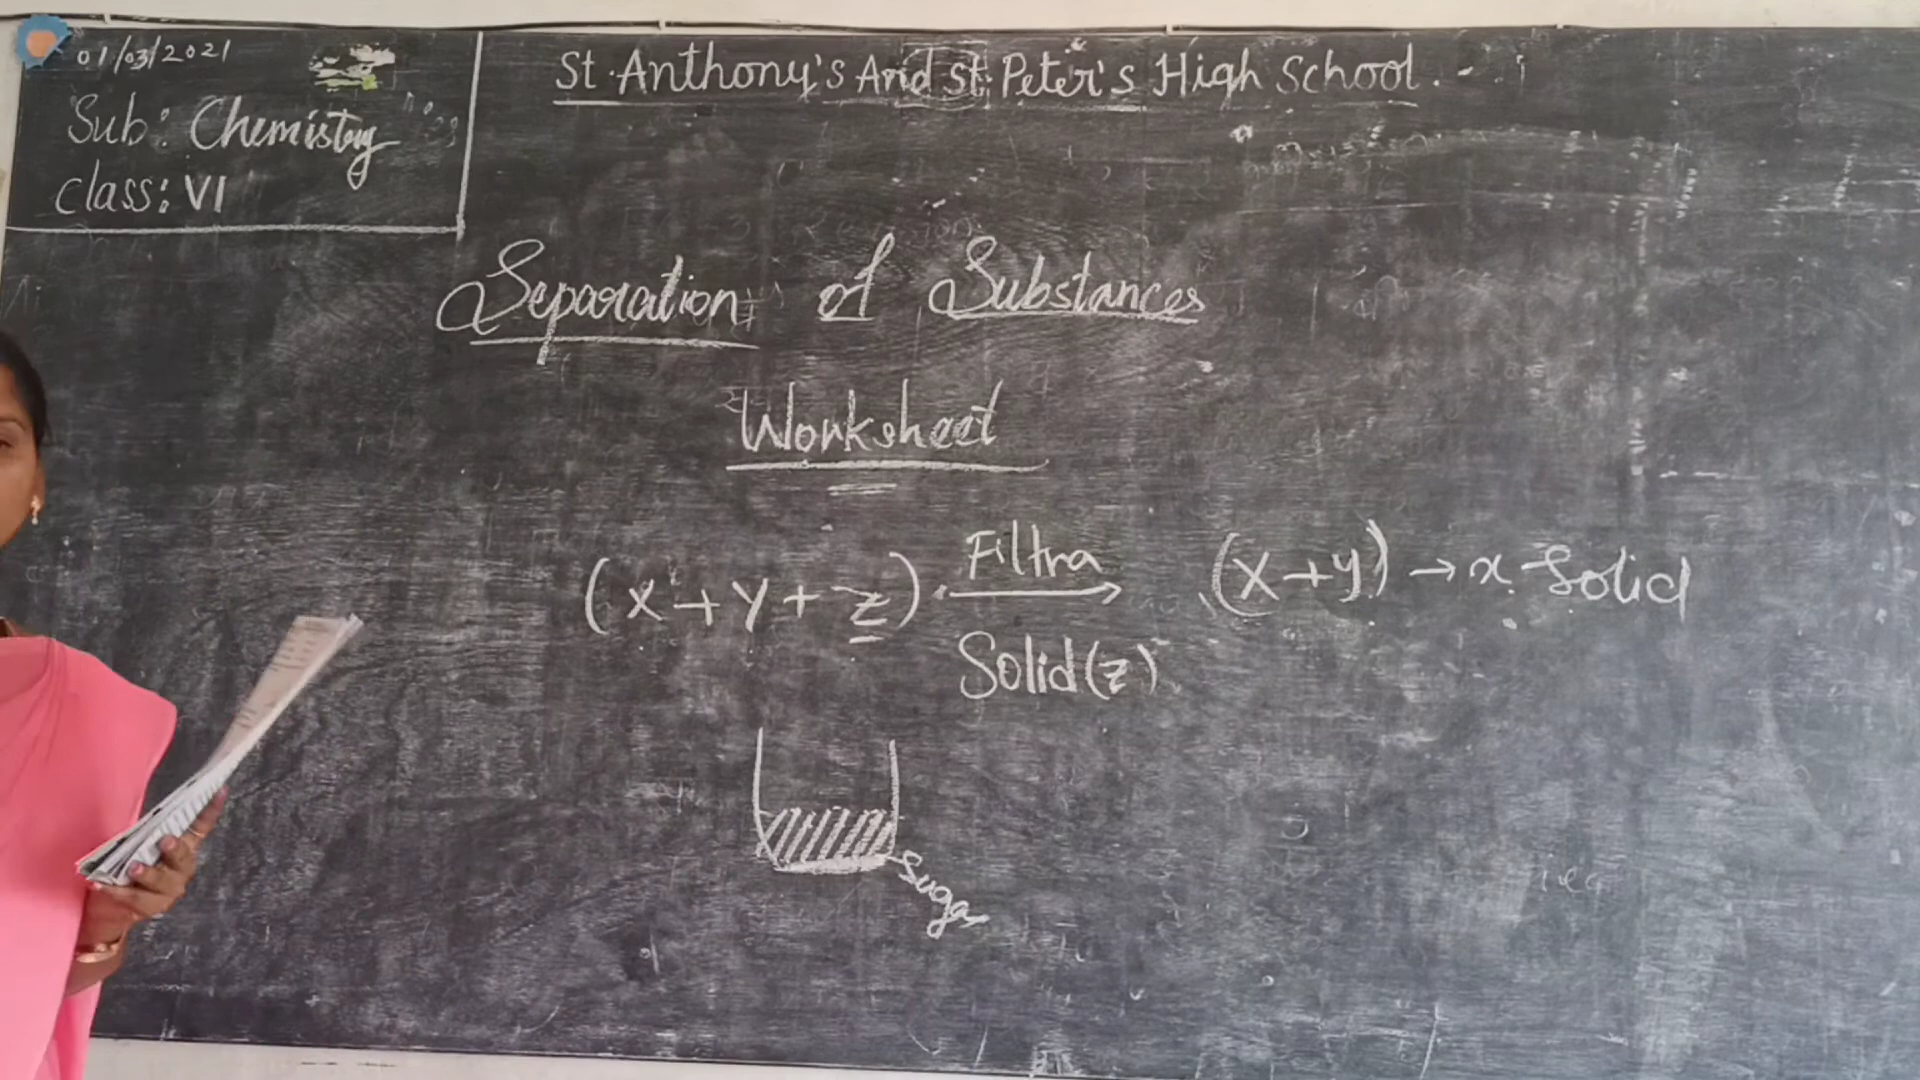 01/03/2021
Sub: Chemistry
Class: VI
St. Anthony's And St. Peter's High School.
Separation of Substances
Worksheet
(X+Y+Z) Filtra → (X+Y) → x Solid
Solid (Z)
Sugar